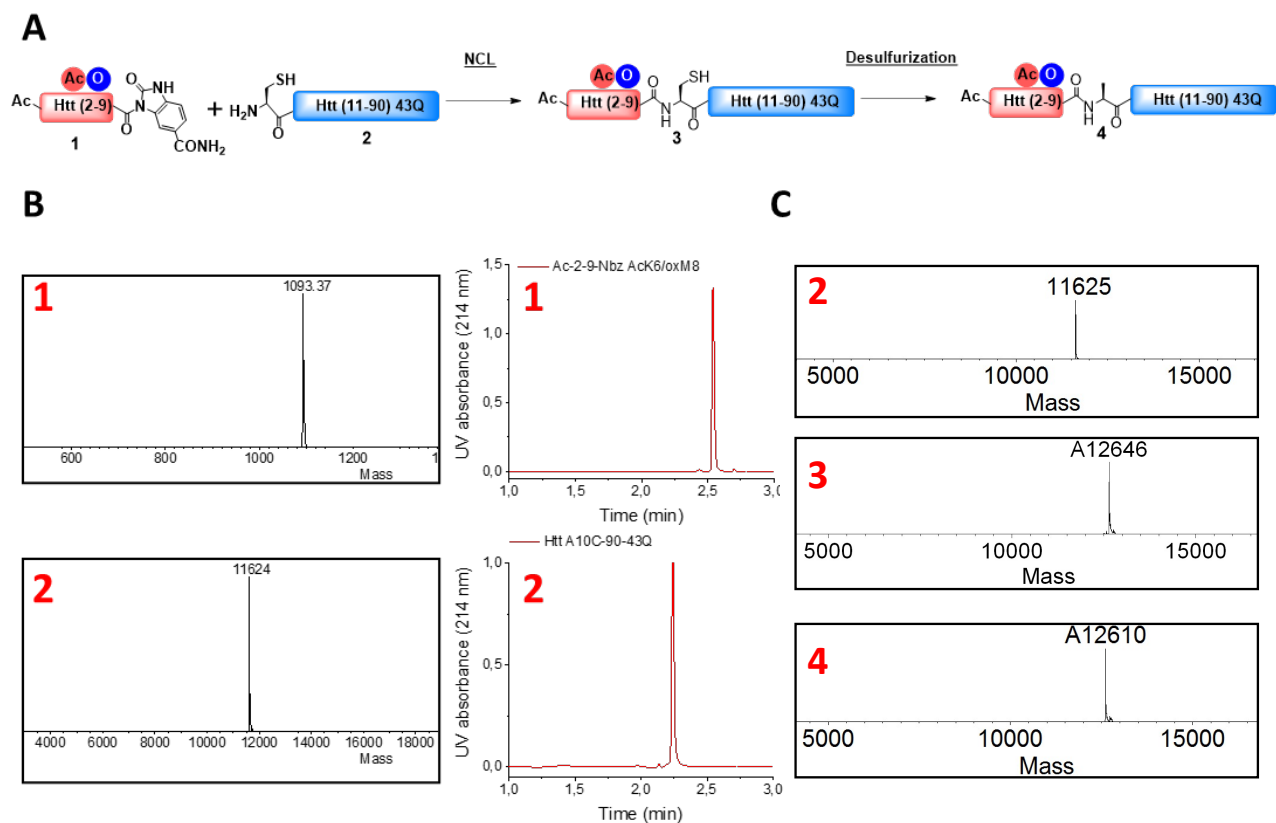 A
NCL
Desulfurization
Ac
O
Ac
Htt (2-9)
O
N
O
NH
CONH₂
1
+
H₂N
SH
O
Htt (11-90) 43Q
2
Ac
O
Ac
Htt (2-9)
O
N
H
SH
O
Htt (11-90) 43Q
3
Ac
O
Ac
Htt (2-9)
O
N
H
O
Htt (11-90) 43Q
4
B
C
1
1093.37
600 800 1000 1200 1
Mass
Ac-2-9-Nbz AcK6/oxM8
1
UV absorbance (214 nm)
1,5
1,0
0,5
0,0
1,0 1,5 2,0 2,5 3,0
Time (min)
2
11624
4000 6000 8000 10000 12000 14000 16000 18000
Mass
Htt A10C-90-43Q
2
UV absorbance (214 nm)
1,0
0,5
0,0
1,0 1,5 2,0 2,5 3,0
Time (min)
2
11625
5000 10000 15000
Mass
3
A12646
5000 10000 15000
Mass
4
A12610
5000 10000 15000
Mass